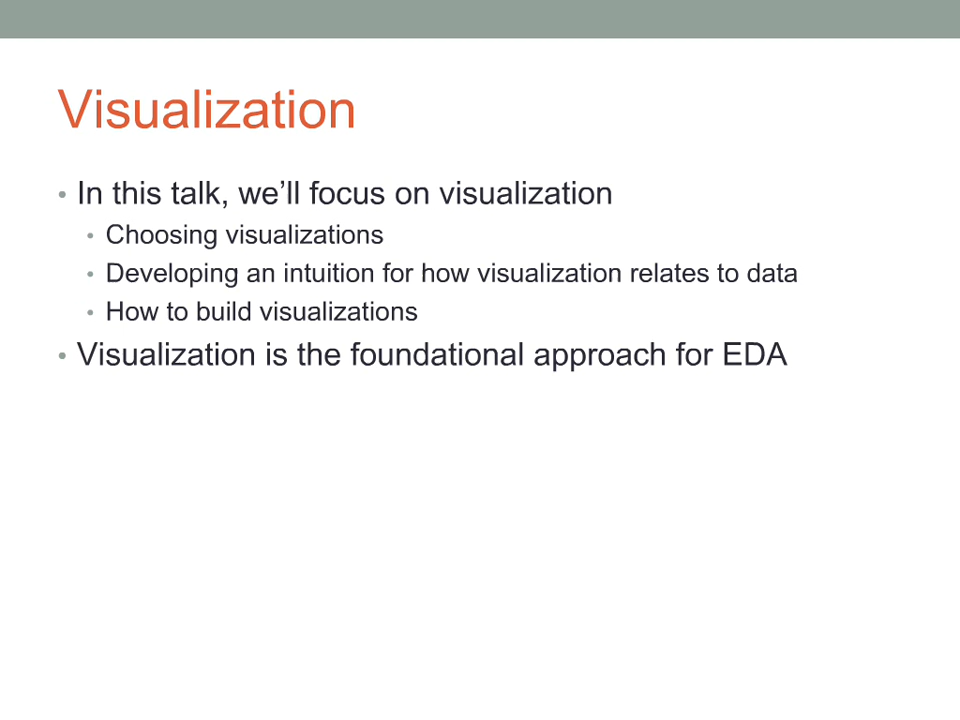 Visualization
• In this talk, we’ll focus on visualization
• Choosing visualizations
• Developing an intuition for how visualization relates to data
• How to build visualizations
• Visualization is the foundational approach for EDA